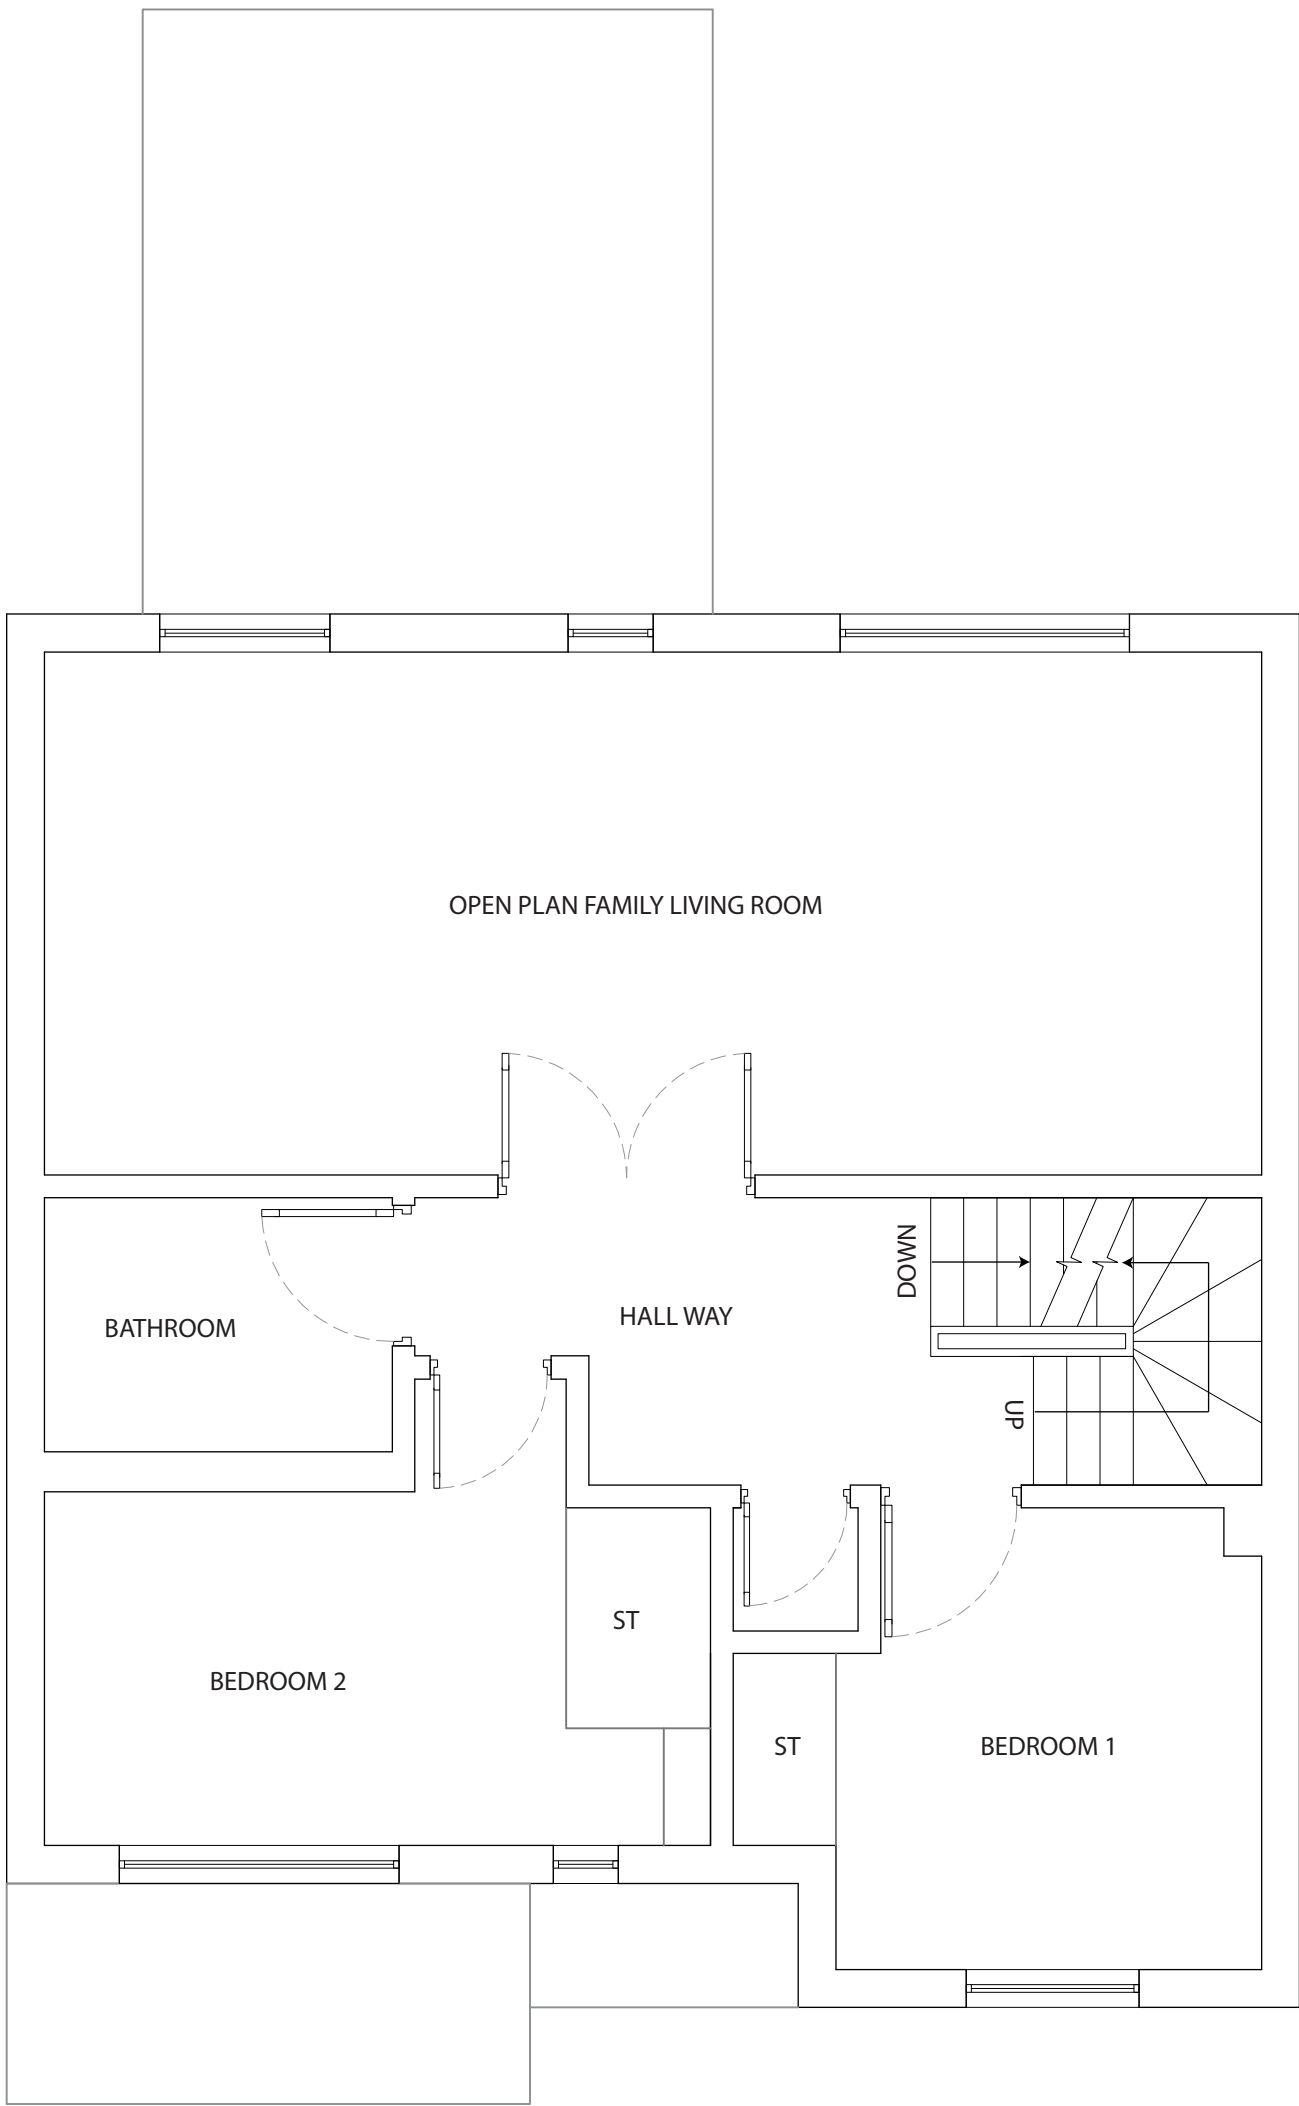 OPEN PLAN FAMILY LIVING ROOM
DOWN
HALL WAY
BATHROOM
UP
ST
BEDROOM 2
ST
BEDROOM 1